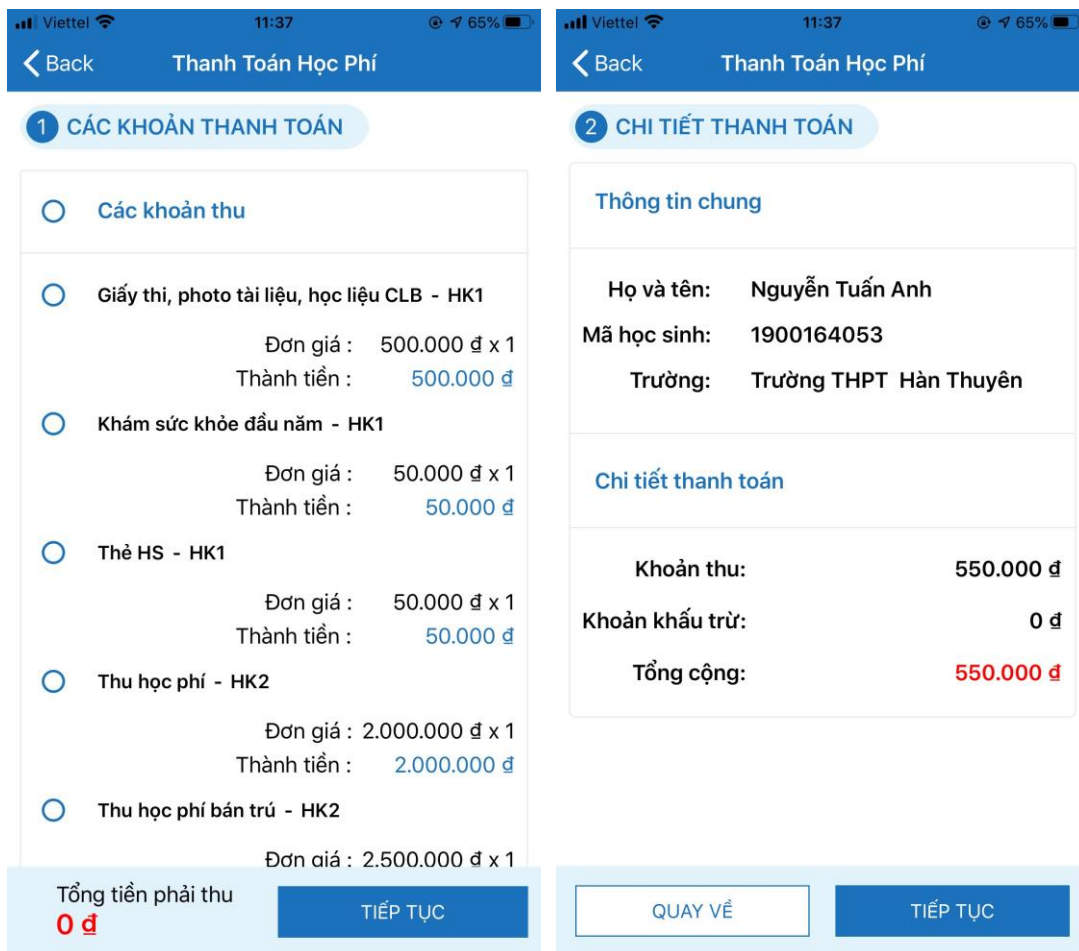 Viettel 11:37 65%
Back Thanh Toán Học Phí
1 CÁC KHOẢN THANH TOÁN
Các khoản thu
Giấy thi, photo tài liệu, học liệu CLB - HK1
Đơn giá : 500.000 ₫ x 1
Thành tiền : 500.000 ₫
Khám sức khỏe đầu năm - HK1
Đơn giá : 50.000 ₫ x 1
Thành tiền : 50.000 ₫
Thẻ HS - HK1
Đơn giá : 50.000 ₫ x 1
Thành tiền : 50.000 ₫
Thu học phí - HK2
Đơn giá : 2.000.000 ₫ x 1
Thành tiền : 2.000.000 ₫
Thu học phí bán trú - HK2
Đơn giá : 2.500.000 ₫ x 1
Tổng tiền phải thu
0 ₫
TIẾP TỤC
Viettel 11:37 65%
Back Thanh Toán Học Phí
2 CHI TIẾT THANH TOÁN
Thông tin chung
Họ và tên: Nguyễn Tuấn Anh
Mã học sinh: 1900164053
Trường: Trường THPT Hàn Thuyên
Chi tiết thanh toán
Khoản thu: 550.000 ₫
Khoản khấu trừ: 0 ₫
Tổng cộng: 550.000 ₫
QUAY VỀ TIẾP TỤC